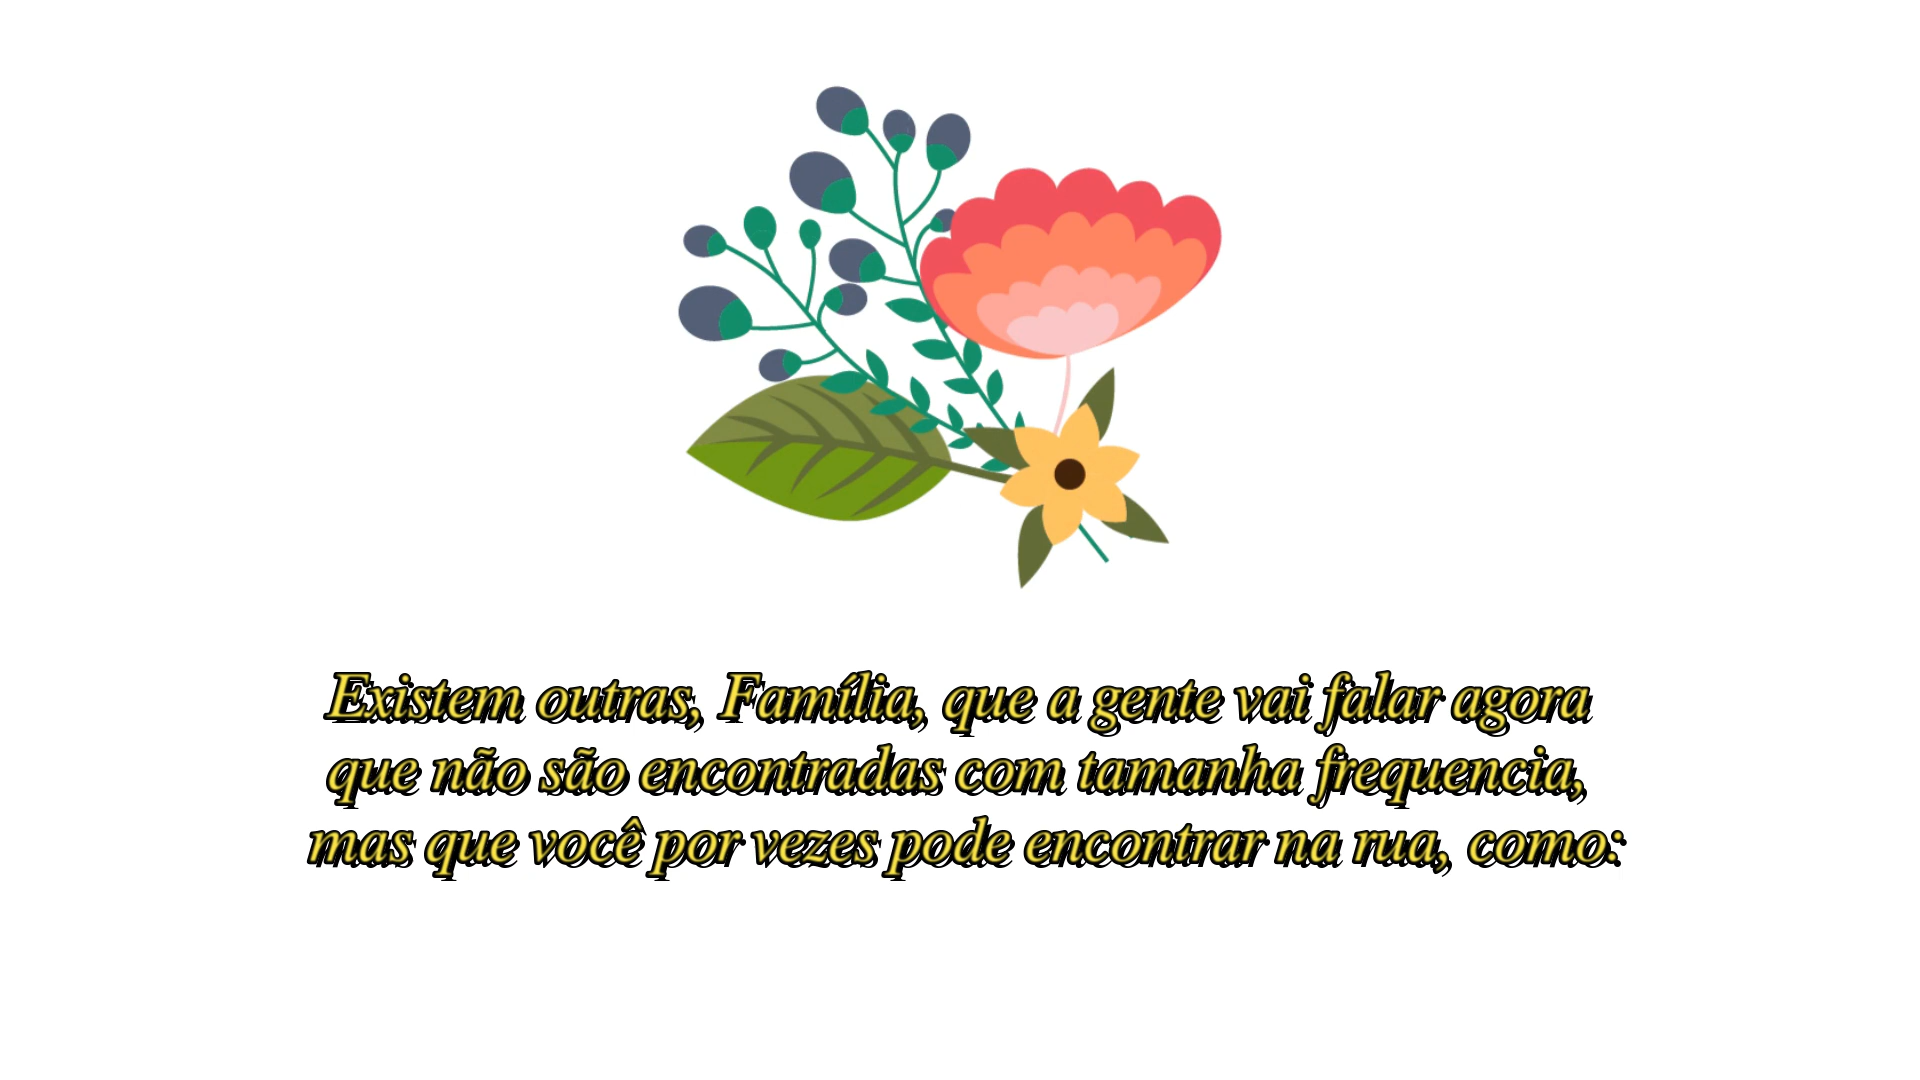 Existem outras, Família, que a gente vai falar agora
que não são encontradas com tamanha frequencia,
mas que você por vezes pode encontrar na rua, como: